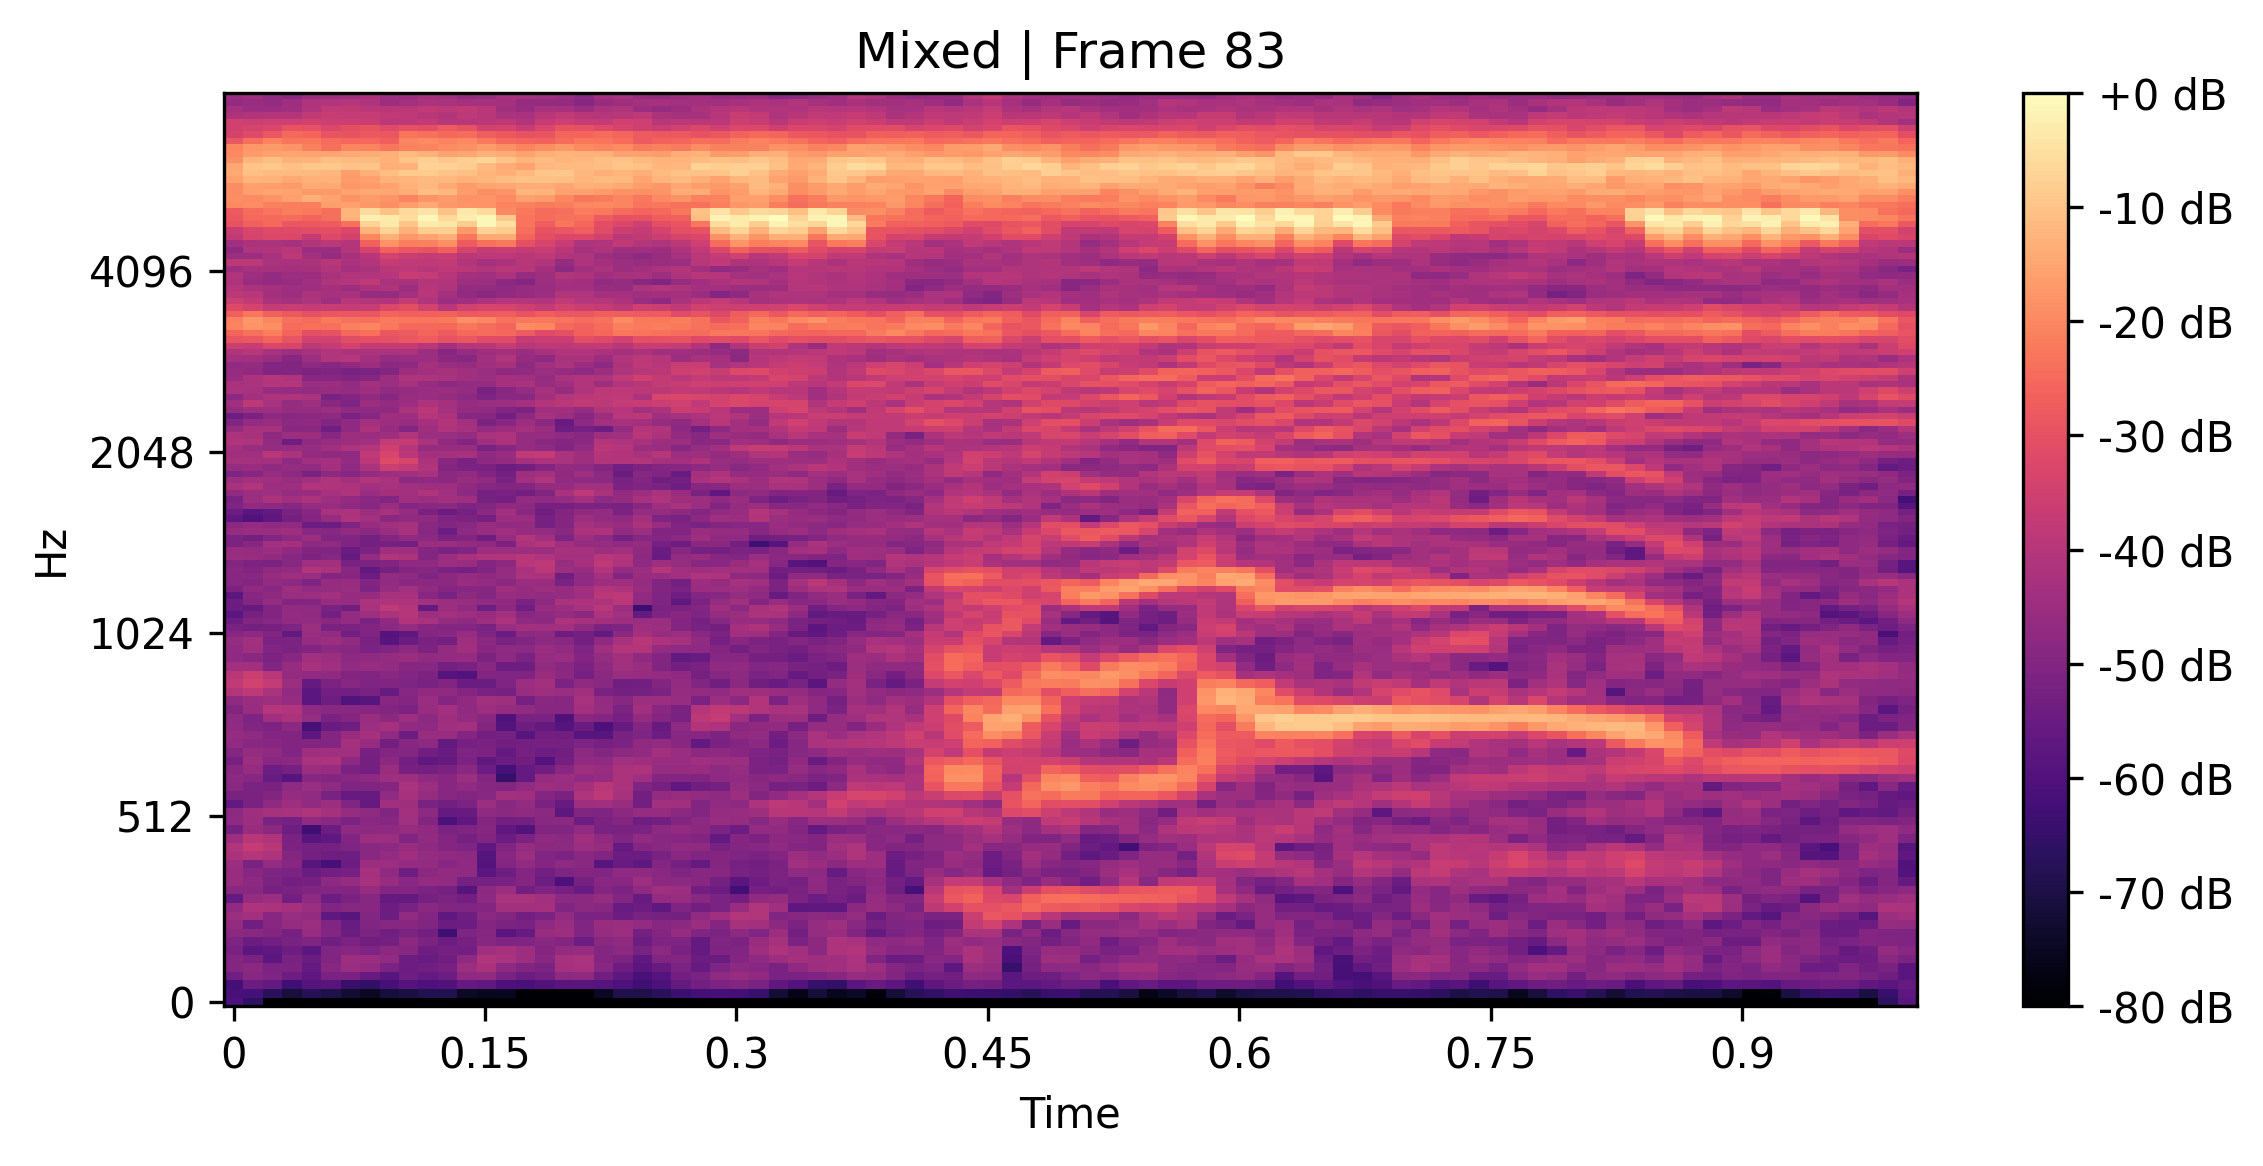 Mixed | Frame 83
+0 dB
-10 dB
-20 dB
-30 dB
-40 dB
-50 dB
-60 dB
-70 dB
-80 dB
4096
2048
1024
512
0
Hz
0 0.15 0.3 0.45 0.6 0.75 0.9
Time